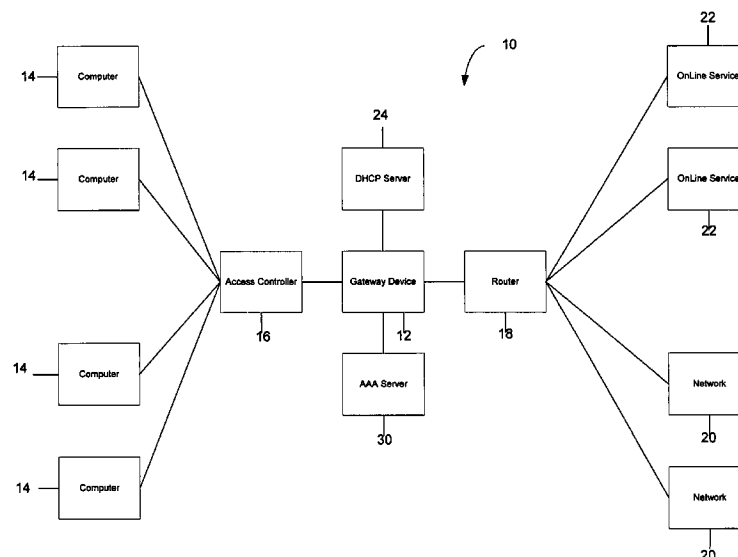 10
22
14 Computer
OnLine Service
24
14 Computer
DHCP Server
OnLine Service
22
Access Controller
Gateway Device
Router
16
12
18
14 Computer
AAA Server
Network
30
20
14 Computer
Network
20